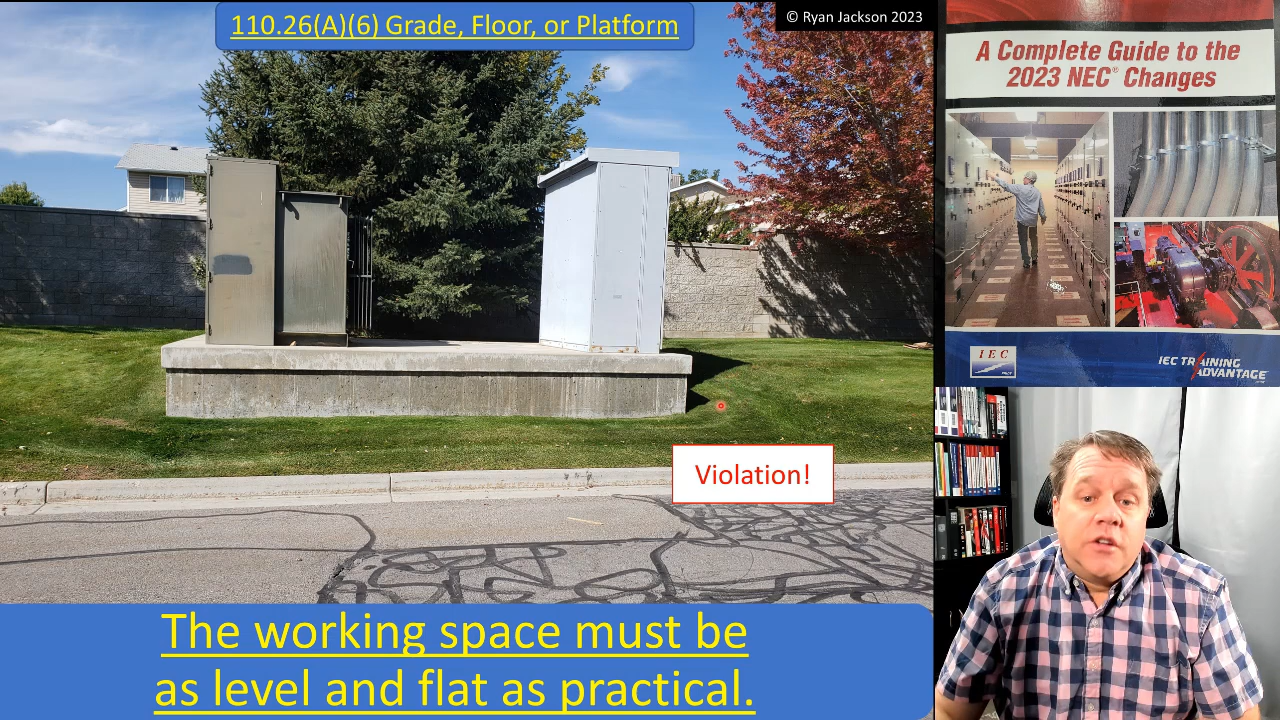 110.26(A)(6) Grade, Floor, or Platform
© Ryan Jackson 2023
A Complete Guide to the
2023 NEC® Changes
IEC
IEC TRAINING
ADVANTAGE
Violation!
The working space must be
as level and flat as practical.